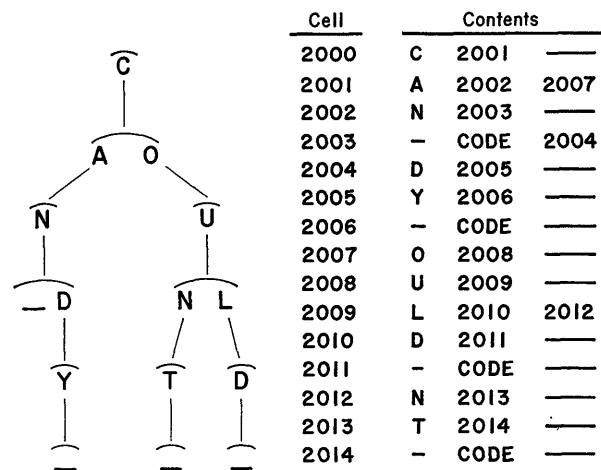 C
A O
N U
_ D N L
Y T D
_ _ _
Cell Contents
2000 C 2001 —
2001 A 2002 2007
2002 N 2003 —
2003 – CODE 2004
2004 D 2005 —
2005 Y 2006 —
2006 – CODE —
2007 O 2008 —
2008 U 2009 —
2009 L 2010 2012
2010 D 2011 —
2011 – CODE —
2012 N 2013 —
2013 T 2014 —
2014 – CODE —